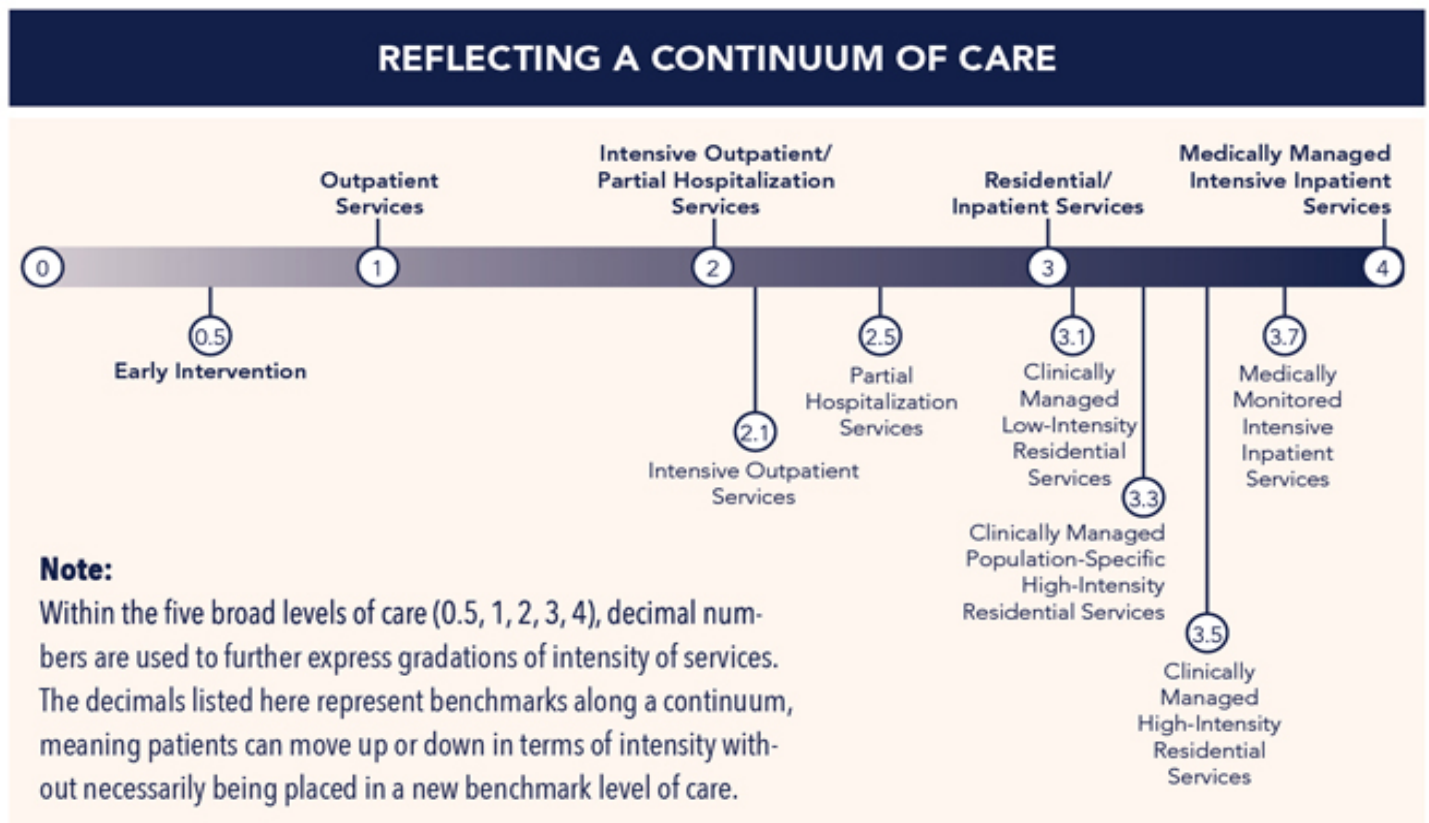 REFLECTING A CONTINUUM OF CARE
Outpatient
Services
Intensive Outpatient/
Partial Hospitalization
Services
Residential/
Inpatient Services
Medically Managed
Intensive Inpatient
Services
0
1
2
3
4
0.5
Early Intervention
2.1
Intensive Outpatient
Services
2.5
Partial
Hospitalization
Services
3.1
Clinically
Managed
Low-Intensity
Residential
Services
3.3
Clinically Managed
Population-Specific
High-Intensity
Residential Services
3.5
Clinically
Managed
High-Intensity
Residential
Services
3.7
Medically
Monitored
Intensive
Inpatient
Services
Note:
Within the five broad levels of care (0.5, 1, 2, 3, 4), decimal num-
bers are used to further express gradations of intensity of services.
The decimals listed here represent benchmarks along a continuum,
meaning patients can move up or down in terms of intensity with-
out necessarily being placed in a new benchmark level of care.